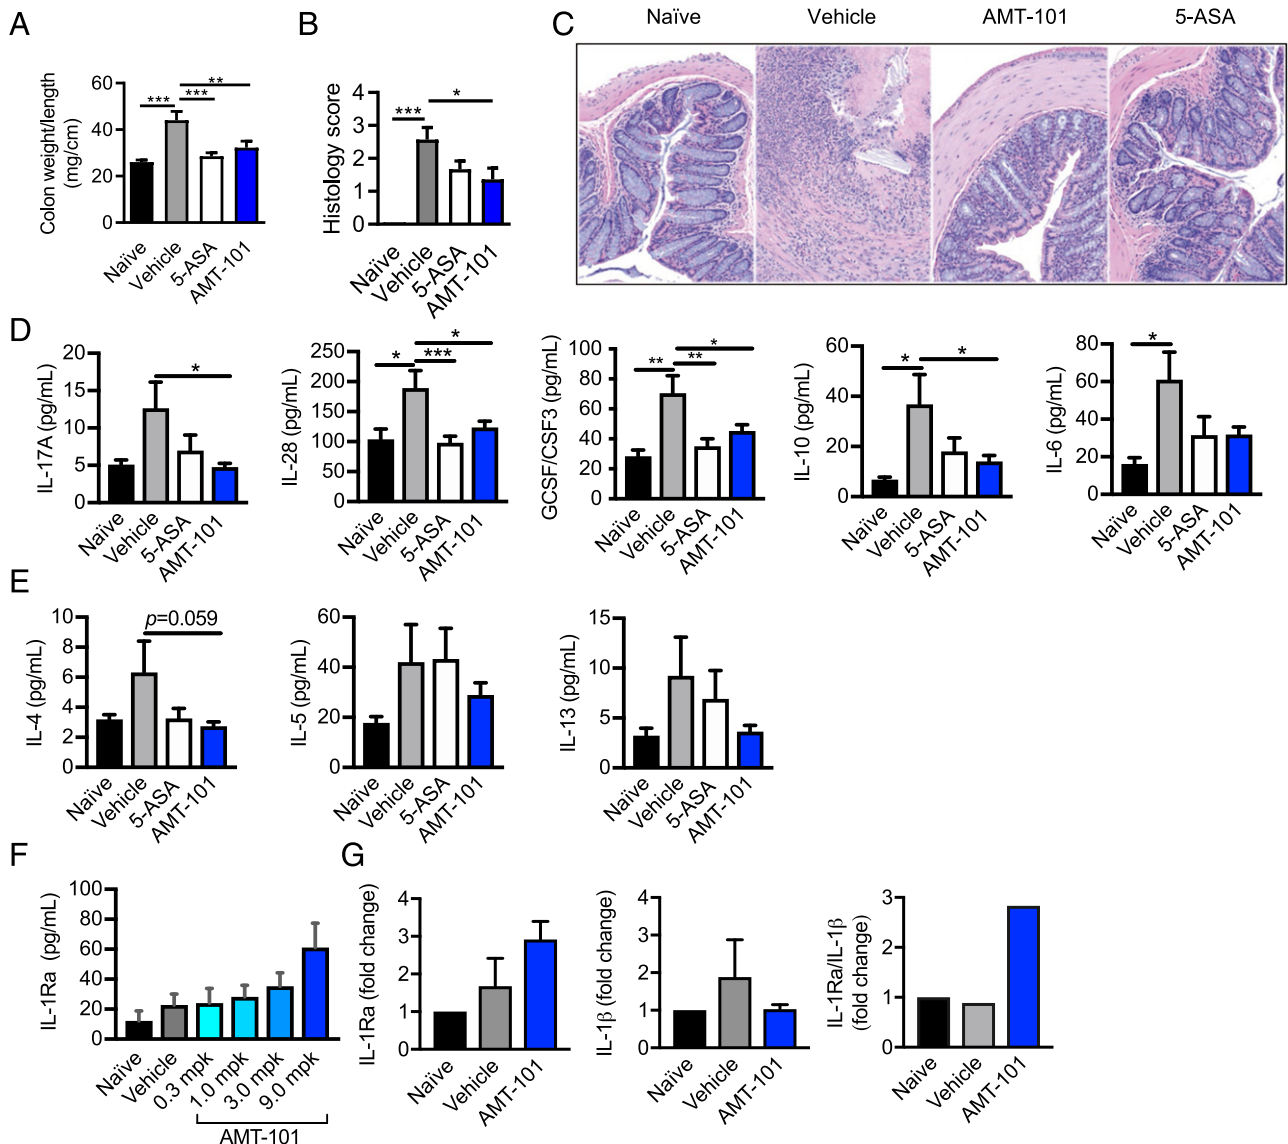 A
Colon weight/length
(mg/cm)
60
40
20
0
***
***
**
Naïve
Vehicle
5-ASA
AMT-101
B
Histology score
4
3
2
1
0
***
*
Naïve
Vehicle
5-ASA
AMT-101
C
Naïve
Vehicle
AMT-101
5-ASA
D
IL-17A (pg/mL)
20
15
10
5
0
*
Naïve
Vehicle
5-ASA
AMT-101
IL-28 (pg/mL)
250
200
150
100
50
0
*
***
*
Naïve
Vehicle
5-ASA
AMT-101
GCSF/CSF3 (pg/mL)
100
80
60
40
20
0
**
**
*
Naïve
Vehicle
5-ASA
AMT-101
IL-10 (pg/mL)
60
40
20
0
*
*
Naïve
Vehicle
5-ASA
AMT-101
IL-6 (pg/mL)
80
60
40
20
0
*
Naïve
Vehicle
5-ASA
AMT-101
E
IL-4 (pg/mL)
10
8
6
4
2
0
p=0.059
Naïve
Vehicle
5-ASA
AMT-101
IL-5 (pg/mL)
60
40
20
0
Naïve
Vehicle
5-ASA
AMT-101
IL-13 (pg/mL)
15
10
5
0
Naïve
Vehicle
5-ASA
AMT-101
F
IL-1Ra (pg/mL)
100
80
60
40
20
0
Naïve
Vehicle
0.3 mpk
1.0 mpk
3.0 mpk
9.0 mpk
AMT-101
G
IL-1Ra (fold change)
4
3
2
1
0
Naïve
Vehicle
AMT-101
IL-1β (fold change)
4
3
2
1
0
Naïve
Vehicle
AMT-101
IL-1Ra/IL-1β
(fold change)
3
2
1
0
Naïve
Vehicle
AMT-101